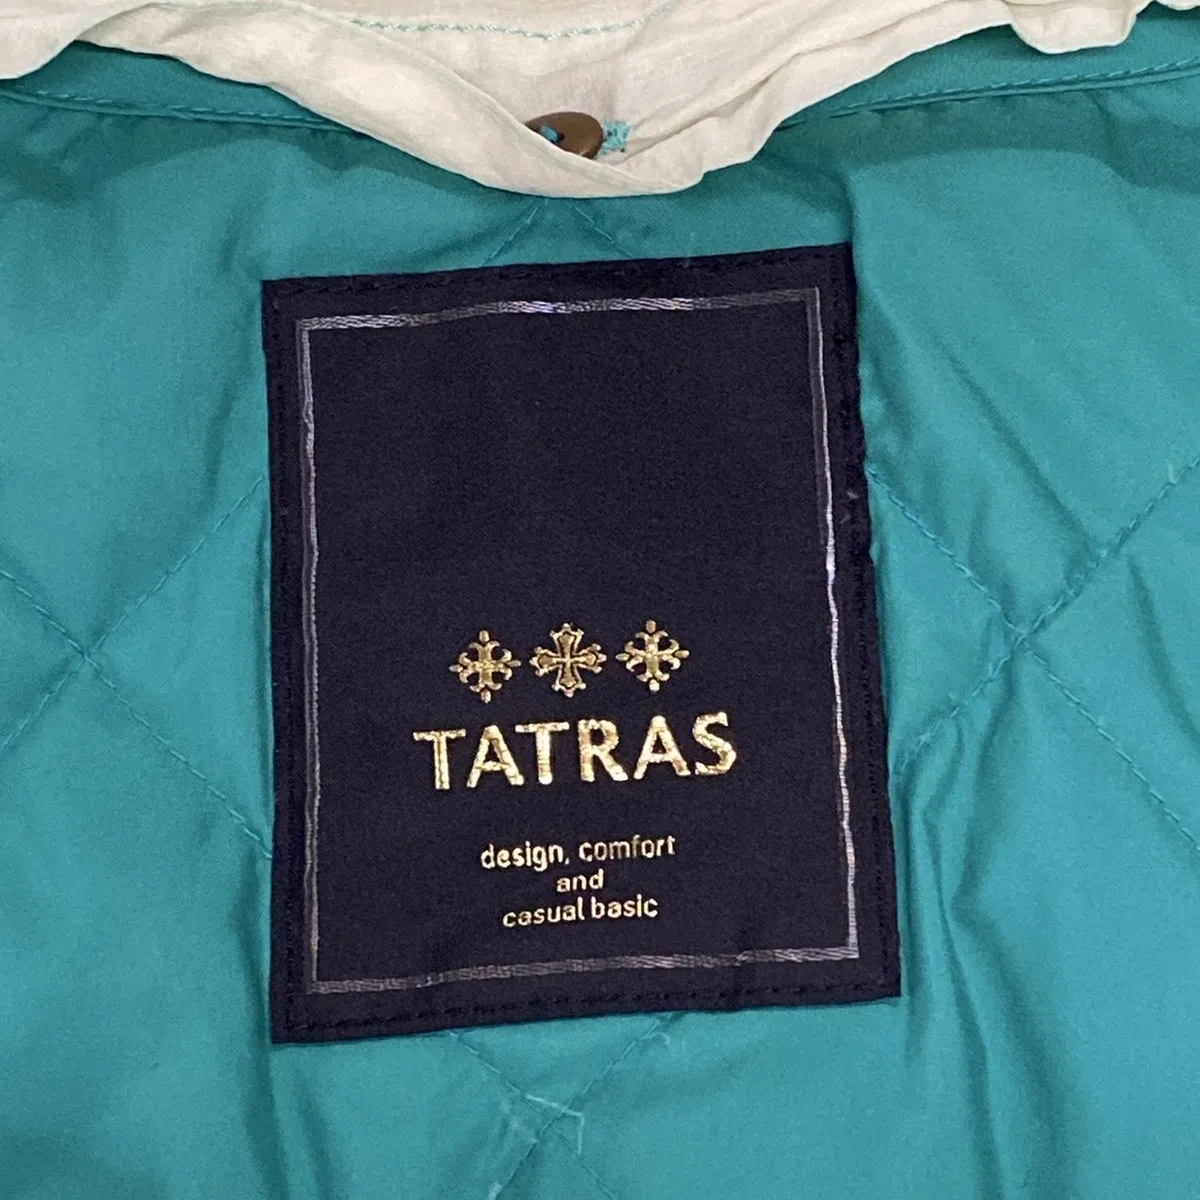 TATRAS
design, comfort
and
casual basic